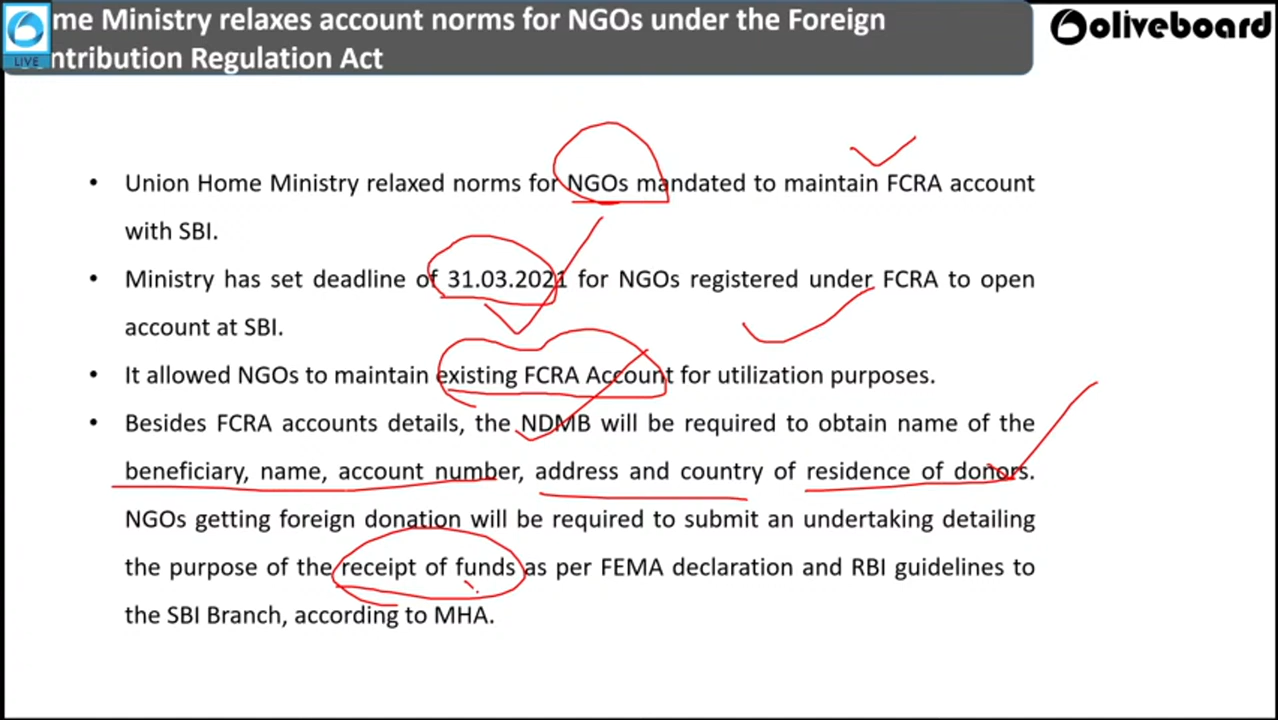 me Ministry relaxes account norms for NGOs under the Foreign
ntribution Regulation Act
LIVE
oliveboard
• Union Home Ministry relaxed norms for NGOs mandated to maintain FCRA account
with SBI.
• Ministry has set deadline of 31.03.2021 for NGOs registered under FCRA to open
account at SBI.
• It allowed NGOs to maintain existing FCRA Account for utilization purposes.
• Besides FCRA accounts details, the NDMB will be required to obtain name of the
beneficiary, name, account number, address and country of residence of donors.
NGOs getting foreign donation will be required to submit an undertaking detailing
the purpose of the receipt of funds as per FEMA declaration and RBI guidelines to
the SBI Branch, according to MHA.